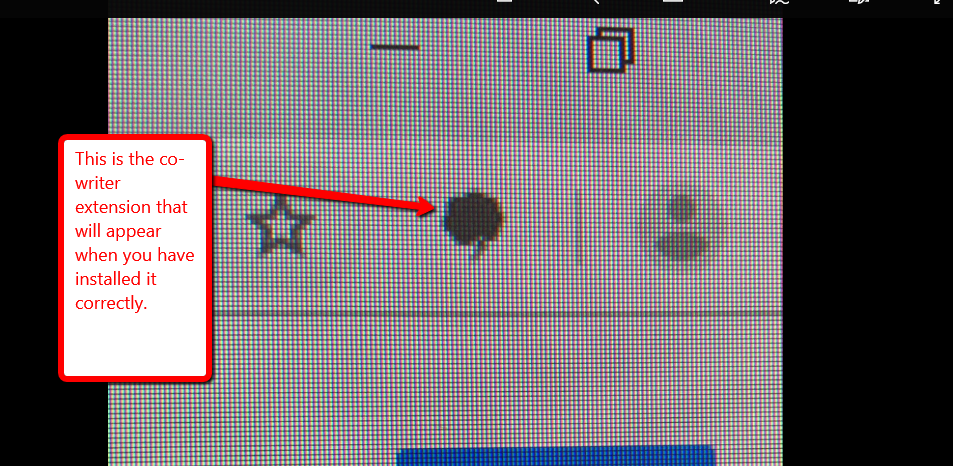 This is the co-
writer
extension that
will appear
when you have
installed it
correctly.